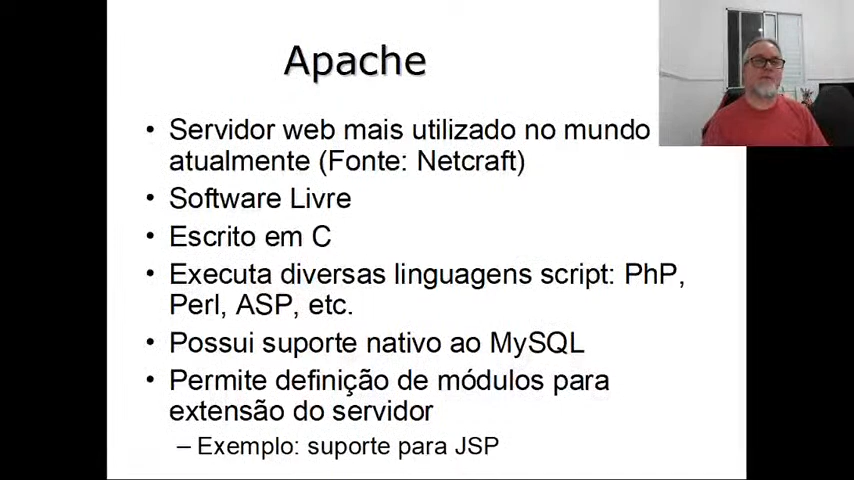 Apache
• Servidor web mais utilizado no mundo
atualmente (Fonte: Netcraft)
• Software Livre
• Escrito em C
• Executa diversas linguagens script: PhP,
Perl, ASP, etc.
• Possui suporte nativo ao MySQL
• Permite definição de módulos para
extensão do servidor
– Exemplo: suporte para JSP